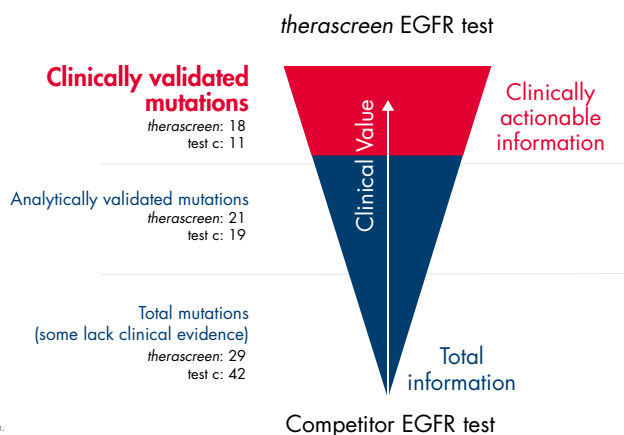 therascreen EGFR test
Clinically validated
mutations
therascreen: 18
test c: 11
Clinical Value
Clinically
actionable
information
Analytically validated mutations
therascreen: 21
test c: 19
Total mutations
(some lack clinical evidence)
therascreen: 29
test c: 42
Total
information
Competitor EGFR test